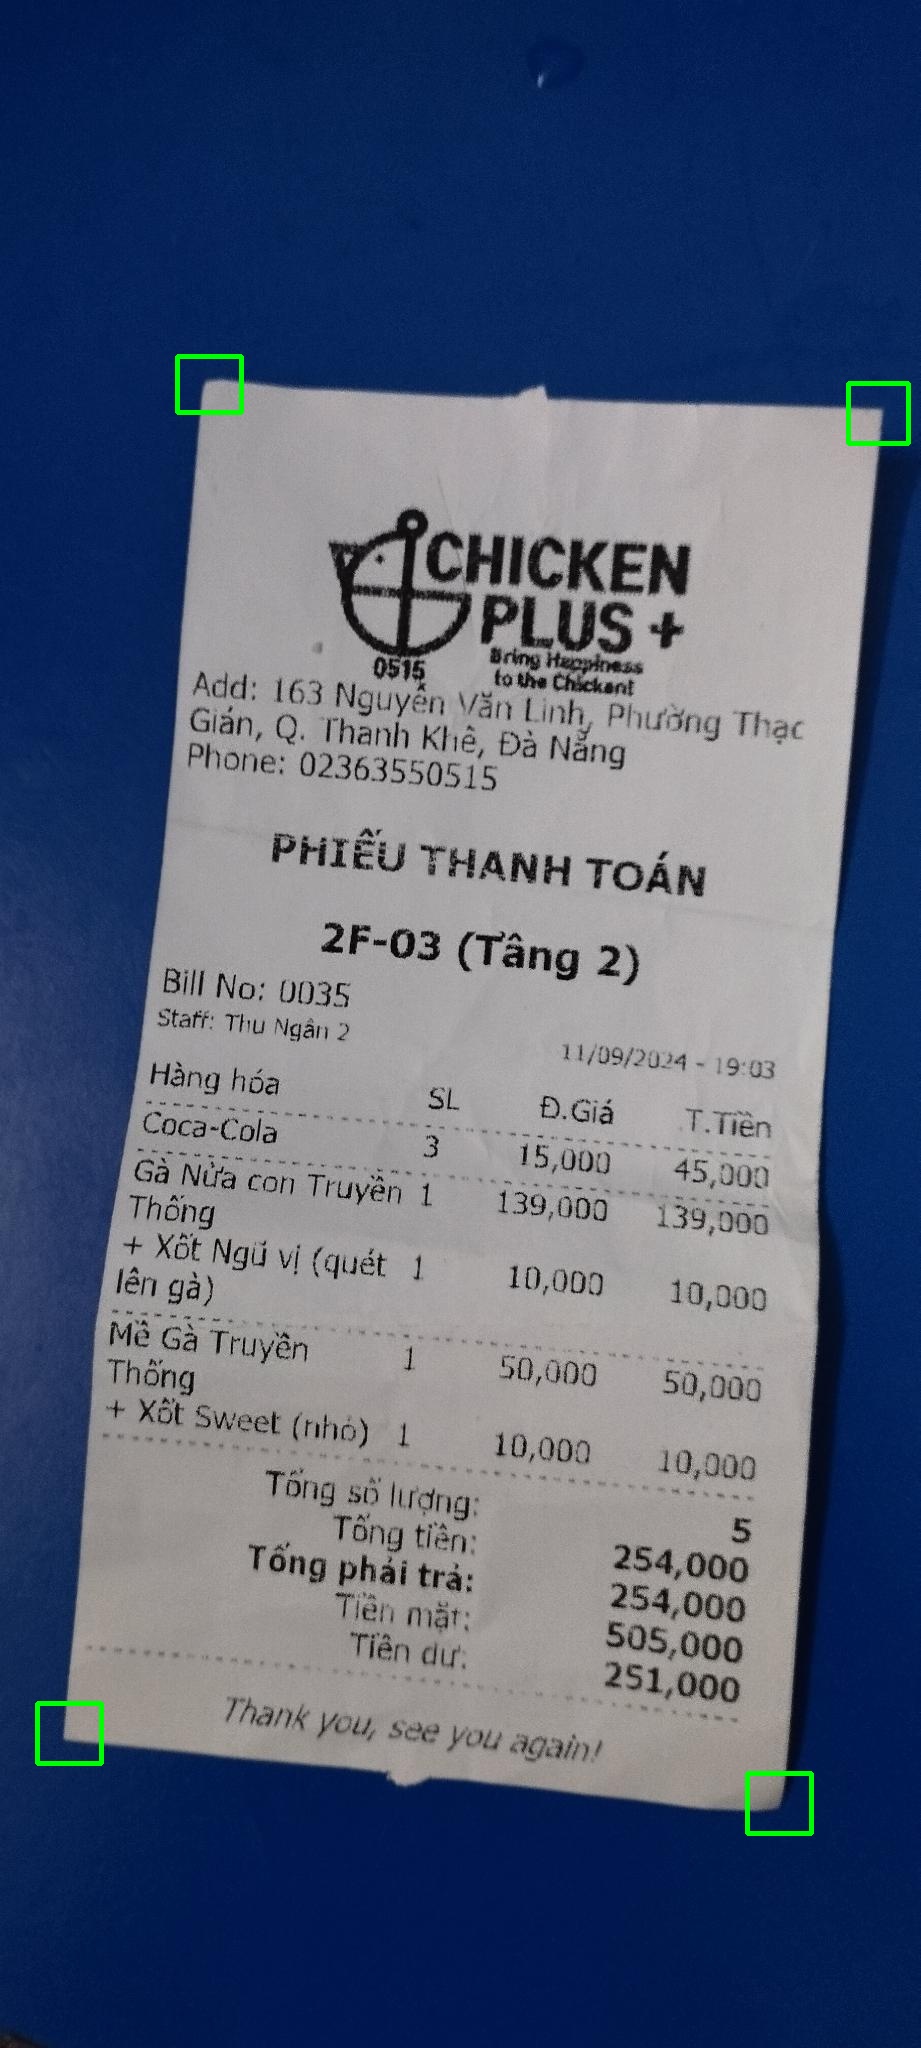 CHICKEN
PLUS +
0515
Bring Happiness
to the Chickent
Add: 163 Nguyễn Văn Linh, Phường Thạc
Gián, Q. Thanh Khê, Đà Nẵng
Phone: 02363550515
PHIẾU THANH TOÁN
2F-03 (Tầng 2)
Bill No: 0035
Staff: Thu Ngân 2
11/09/2024 - 19:03
Hàng hóa SL Đ.Giá T.Tiền
Coca-Cola 3 15,000 45,000
Gà Nửa con Truyền 1 139,000 139,000
Thống
+ Xốt Ngũ vị (quét 1 10,000 10,000
lên gà)
Mề Gà Truyền 1 50,000 50,000
Thống
+ Xốt Sweet (nhỏ) 1 10,000 10,000
Tổng số lượng: 5
Tổng tiền: 254,000
Tổng phải trả: 254,000
Tiền mặt: 505,000
Tiền dư: 251,000
Thank you, see you again!